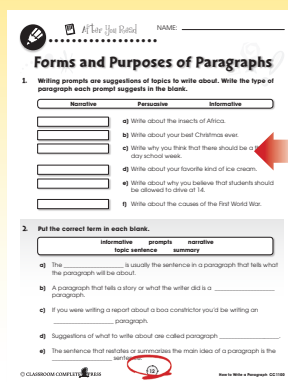 After You Read
NAME:
Forms and Purposes of Paragraphs
1. Writing prompts are suggestions of topics to write about. Write the type of
paragraph each prompt suggests in the blank.
Narrative Persuasive Informative
a) Write about the insects of Africa.
b) Write about your best Christmas ever.
c) Write why you think that there should be a
day school week.
d) Write about your favorite kind of ice cream.
e) Write about why you believe that students should
be allowed to drive at 14.
f) Write about the causes of the First World War.
2. Put the correct term in each blank.
informative prompts narrative
topic sentence summary
a) The ____________ is usually the sentence in a paragraph that tells what
the paragraph will be about.
b) A paragraph that tells a story or what the writer did is a ____________
paragraph.
c) If you were writing a report about a boa constrictor you'd be writing an
____________ paragraph.
d) Suggestions of what to write about are called paragraph ____________.
e) The sentence that restates or summarizes the main idea of a paragraph is the
____________ sentence.
© CLASSROOM COMPLETE PRESS
12
How to Write a Paragraph CC1100